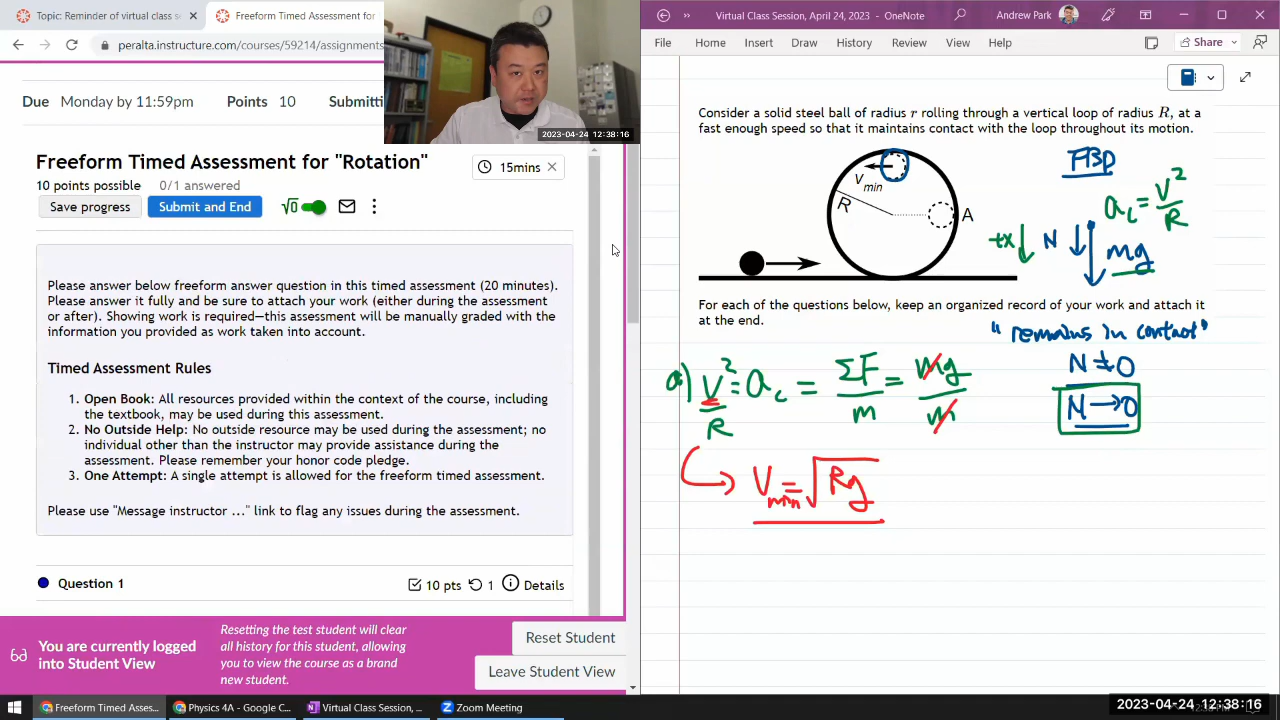 Topic: Reminder of virtual class s
Freeform Timed Assessment for
peralta.instructure.com/courses/59214/assignments
Due Monday by 11:59pm Points 10 Submitti
2023-04-24 12:38:16
Freeform Timed Assessment for "Rotation"
15mins
10 points possible 0/1 answered
Save progress Submit and End √0
Please answer below freeform answer question in this timed assessment (20 minutes).
Please answer it fully and be sure to attach your work (either during the assessment
or after). Showing work is required—this assessment will be manually graded with the
information you provided as work taken into account.
Timed Assessment Rules
1. Open Book: All resources provided within the context of the course, including
the textbook, may be used during this assessment.
2. No Outside Help: No outside resource may be used during the assessment; no
individual other than the instructor may provide assistance during the
assessment. Please remember your honor code pledge.
3. One Attempt: A single attempt is allowed for the freeform timed assessment.
Please us "Message instructor ..." link to flag any issues during the assessment.
Question 1 10 pts 1 Details
You are currently logged
into Student View
Resetting the test student will clear
all history for this student, allowing
you to view the course as a brand
new student.
Reset Student
Leave Student View
Virtual Class Session, April 24, 2023 - OneNote Andrew Park
File Home Insert Draw History Review View Help Share
Consider a solid steel ball of radius r rolling through a vertical loop of radius R, at a
fast enough speed so that it maintains contact with the loop throughout its motion.
V min
R
A
FBD
a_c = V²/R
+x N mg
For each of the questions below, keep an organized record of your work and attach it
at the end.
"remains in contact"
N ≠ 0
N → 0
a) V²/R = a_c = ΣF/m = mg/m
V_min = √Rg
Freeform Timed Asses... Physics 4A - Google C... Virtual Class Session, ... Zoom Meeting
2023-04-24 12:38:16